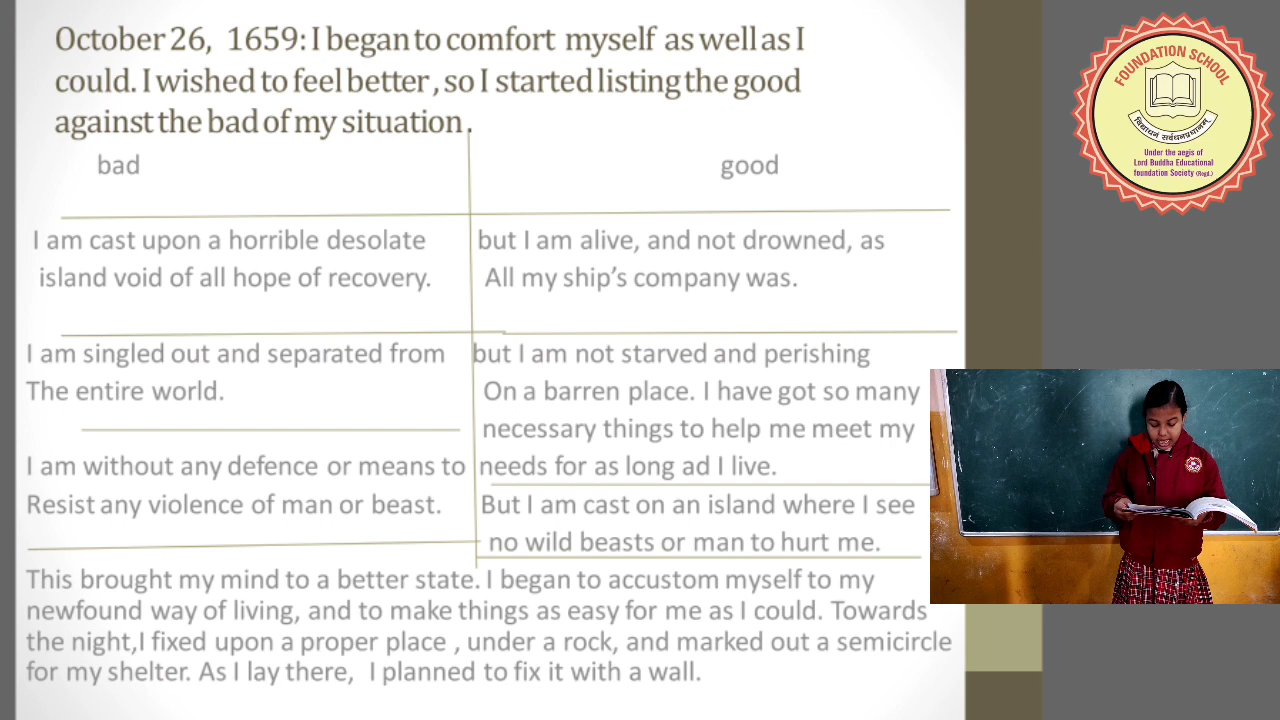 October 26, 1659: I began to comfort myself as well as I
could. I wished to feel better , so I started listing the good
against the bad of my situation .
bad good
I am cast upon a horrible desolate but I am alive, and not drowned, as
island void of all hope of recovery. All my ship's company was.
I am singled out and separated from but I am not starved and perishing
The entire world. On a barren place. I have got so many
necessary things to help me meet my
I am without any defence or means to needs for as long ad I live.
Resist any violence of man or beast. But I am cast on an island where I see
no wild beasts or man to hurt me.
This brought my mind to a better state. I began to accustom myself to my
newfound way of living, and to make things as easy for me as I could. Towards
the night,I fixed upon a proper place , under a rock, and marked out a semicircle
for my shelter. As I lay there, I planned to fix it with a wall.
FOUNDATION SCHOOL
विद्याधनं सर्वधनप्रधानम्
Under the aegis of
Lord Buddha Educational
foundation Society (Regd.)